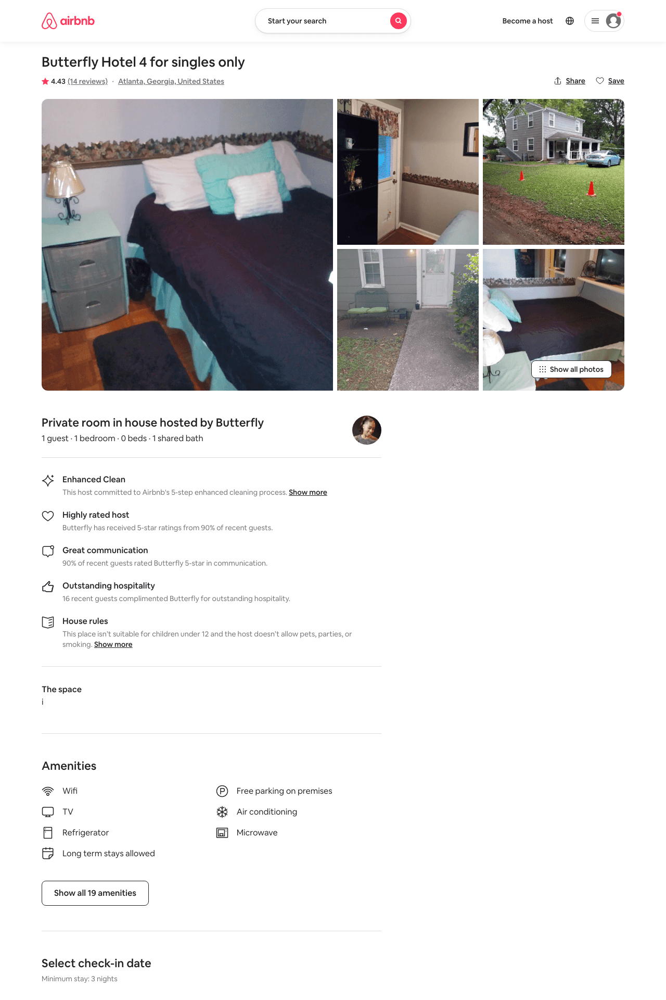 airbnb
Start your search
Become a host
Butterfly Hotel 4 for singles only
4.43 (14 reviews) · Atlanta, Georgia, United States
Share
Save
Show all photos
Private room in house hosted by Butterfly
1 guest · 1 bedroom · 0 beds · 1 shared bath
Enhanced Clean
This host committed to Airbnb's 5-step enhanced cleaning process. Show more
Highly rated host
Butterfly has received 5-star ratings from 90% of recent guests.
Great communication
90% of recent guests rated Butterfly 5-star in communication.
Outstanding hospitality
16 recent guests complimented Butterfly for outstanding hospitality.
House rules
This place isn't suitable for children under 12 and the host doesn't allow pets, parties, or
smoking. Show more
The space
i
Amenities
Wifi
Free parking on premises
TV
Air conditioning
Refrigerator
Microwave
Long term stays allowed
Show all 19 amenities
Select check-in date
Minimum stay: 3 nights